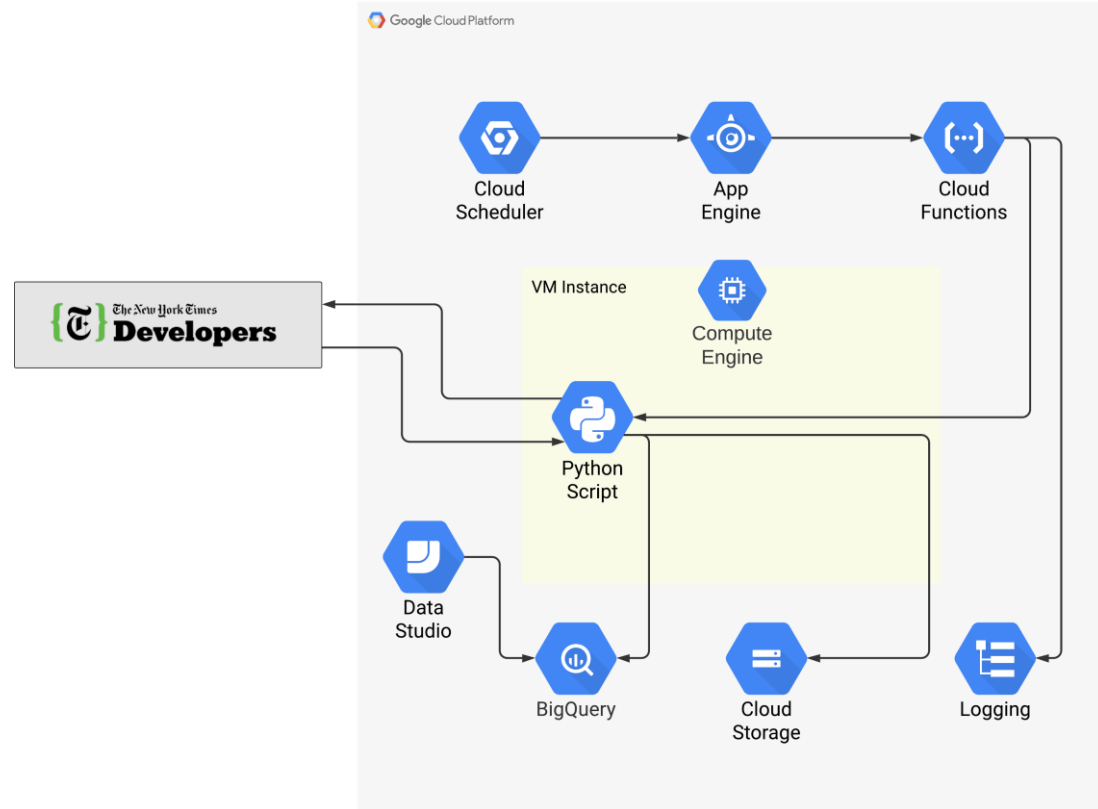 Google Cloud Platform
Cloud
Scheduler
App
Engine
Cloud
Functions
VM Instance
Compute
Engine
{T} The New York Times
Developers
Python
Script
Data
Studio
BigQuery
Cloud
Storage
Logging